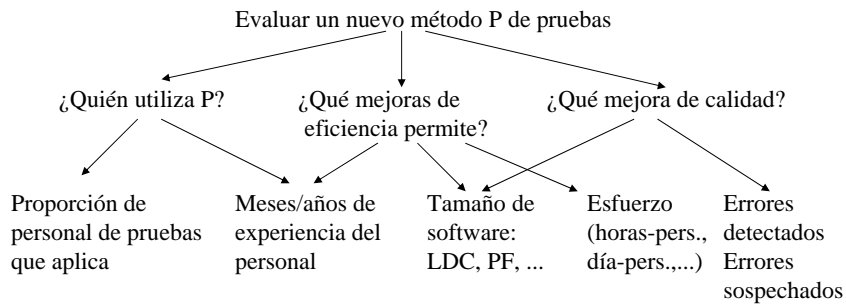 Evaluar un nuevo método P de pruebas
¿Quién utiliza P?
¿Qué mejoras de
eficiencia permite?
¿Qué mejora de calidad?
Proporción de
personal de pruebas
que aplica
Meses/años de
experiencia del
personal
Tamaño de
software:
LDC, PF, ...
Esfuerzo
(horas-pers.,
día-pers.,...)
Errores
detectados
Errores
sospechados